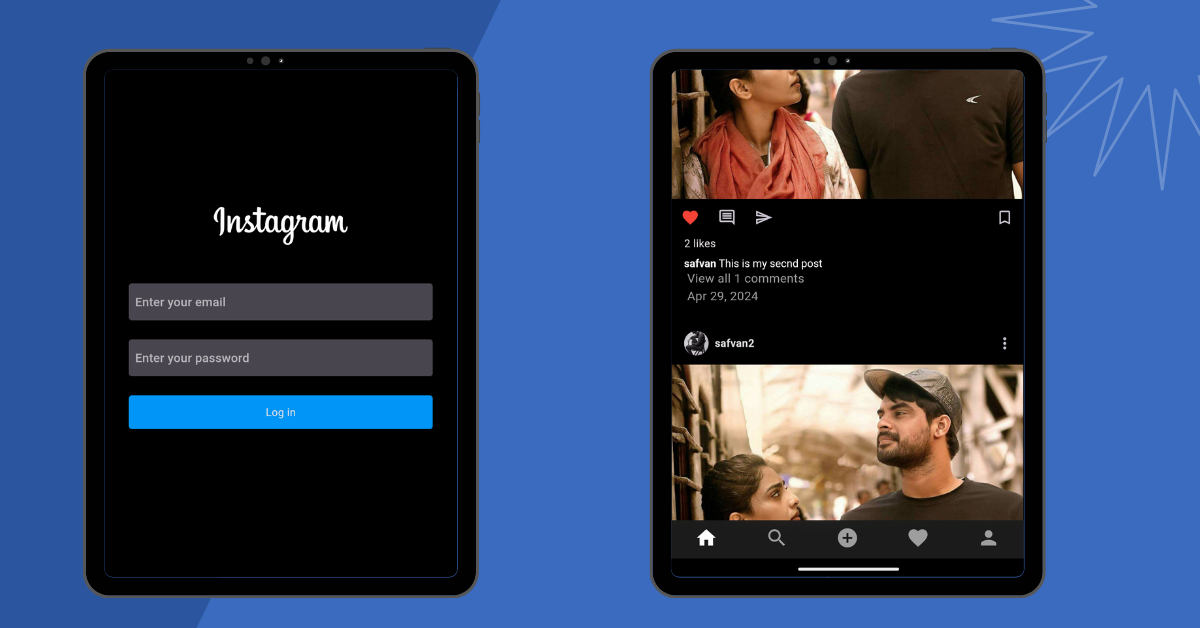 Instagram
Enter your email
Enter your password
Log in
2 likes
safvan This is my secnd post
View all 1 comments
Apr 29, 2024
safvan2